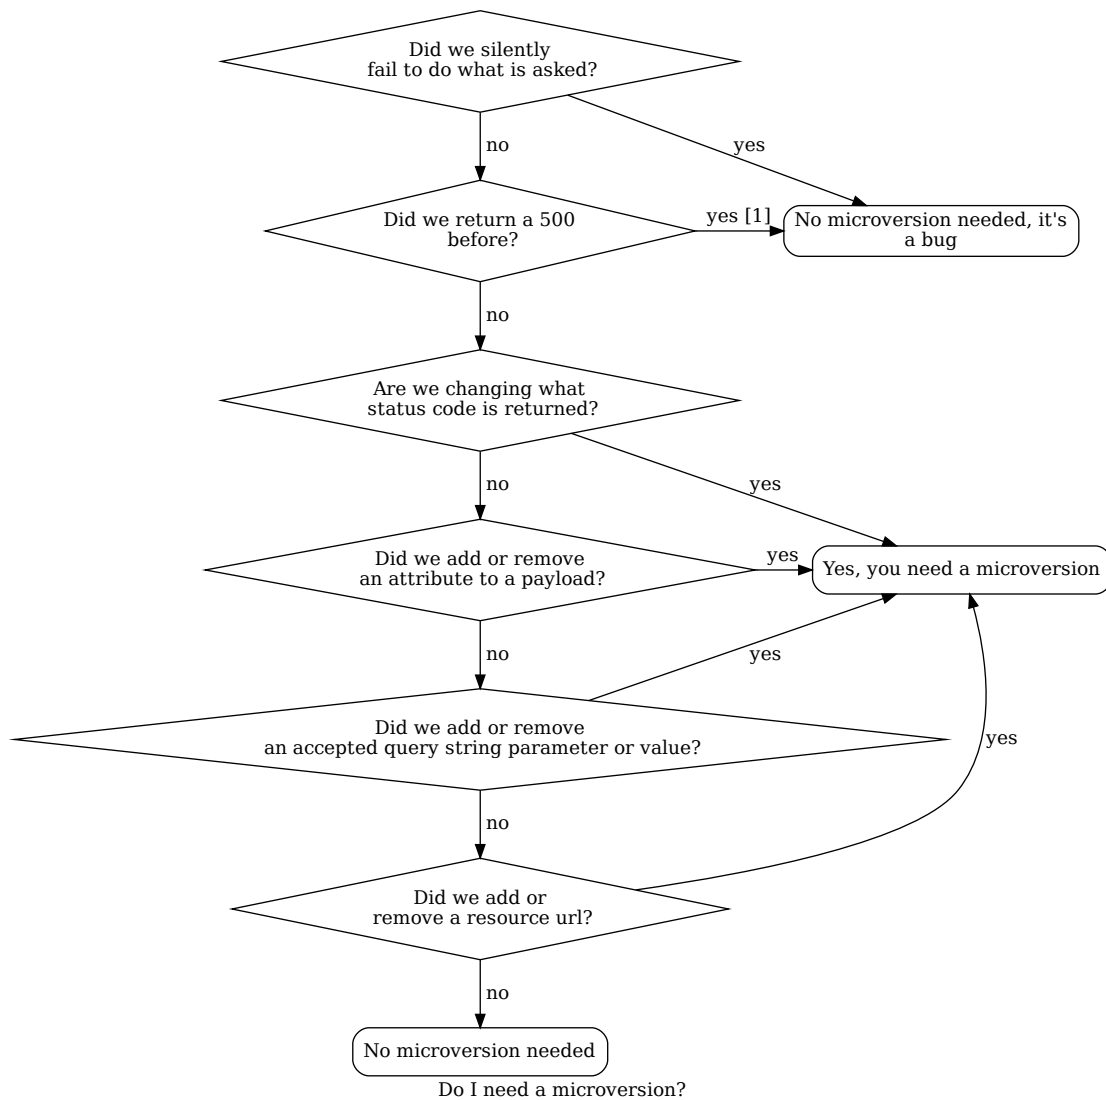 Did we silently
fail to do what is asked?
no
yes
Did we return a 500
before?
yes [1]
No microversion needed, it's
a bug
no
Are we changing what
status code is returned?
no
yes
Did we add or remove
an attribute to a payload?
yes
Yes, you need a microversion
no
yes
Did we add or remove
an accepted query string parameter or value?
yes
no
Did we add or
remove a resource url?
no
No microversion needed
Do I need a microversion?